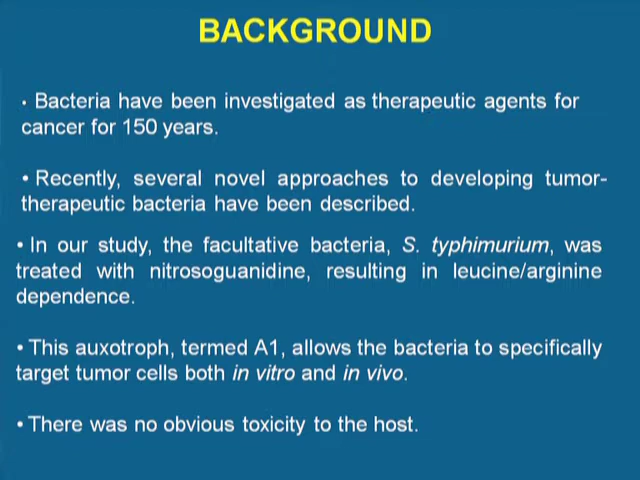 BACKGROUND
• Bacteria have been investigated as therapeutic agents for
cancer for 150 years.
• Recently, several novel approaches to developing tumor-
therapeutic bacteria have been described.
• In our study, the facultative bacteria, S. typhimurium, was
treated with nitrosoguanidine, resulting in leucine/arginine
dependence.
• This auxotroph, termed A1, allows the bacteria to specifically
target tumor cells both in vitro and in vivo.
• There was no obvious toxicity to the host.